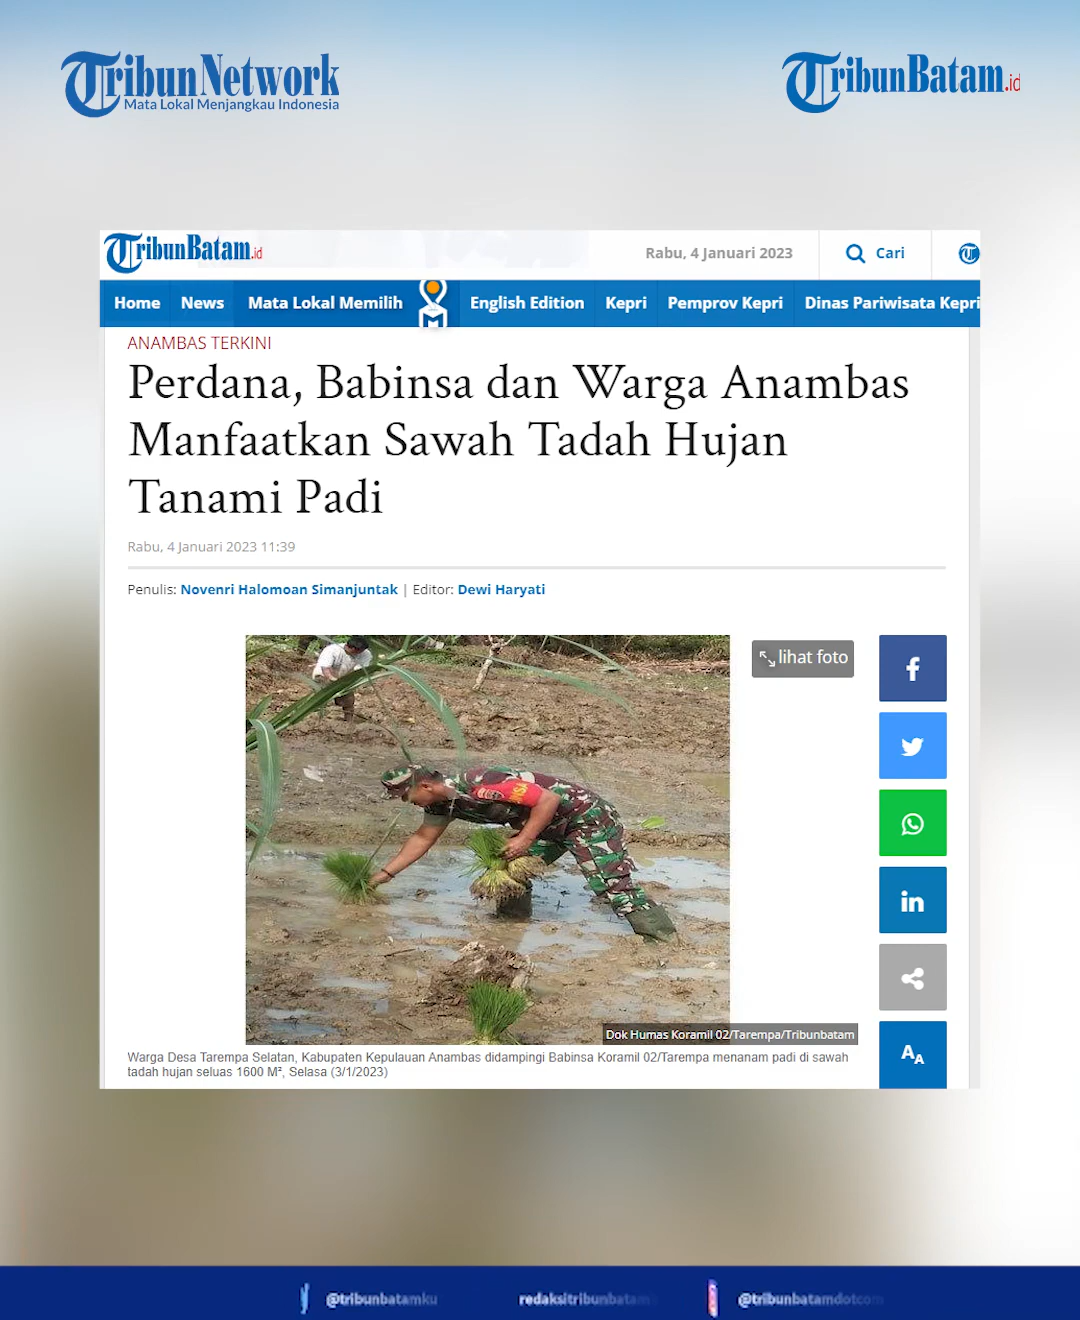 Tribun Network
Mata Lokal Menjangkau Indonesia
TribunBatam.id
TribunBatam.id
Rabu, 4 Januari 2023
Cari
Home News Mata Lokal Memilih English Edition Kepri Pemprov Kepri Dinas Pariwisata Kepri
ANAMBAS TERKINI
Perdana, Babinsa dan Warga Anambas
Manfaatkan Sawah Tadah Hujan
Tanami Padi
Rabu, 4 Januari 2023 11:39
Penulis: Novenri Halomoan Simanjuntak | Editor: Dewi Haryati
lihat foto
Dok Humas Koramil 02/Tarempa/Tribunbatam
Warga Desa Tarempa Selatan, Kabupaten Kepulauan Anambas didampingi Babinsa Koramil 02/Tarempa menanam padi di sawah
tadah hujan seluas 1600 M², Selasa (3/1/2023)
@tribunbatamku redaksitribunbatam @tribunbatamdotcom